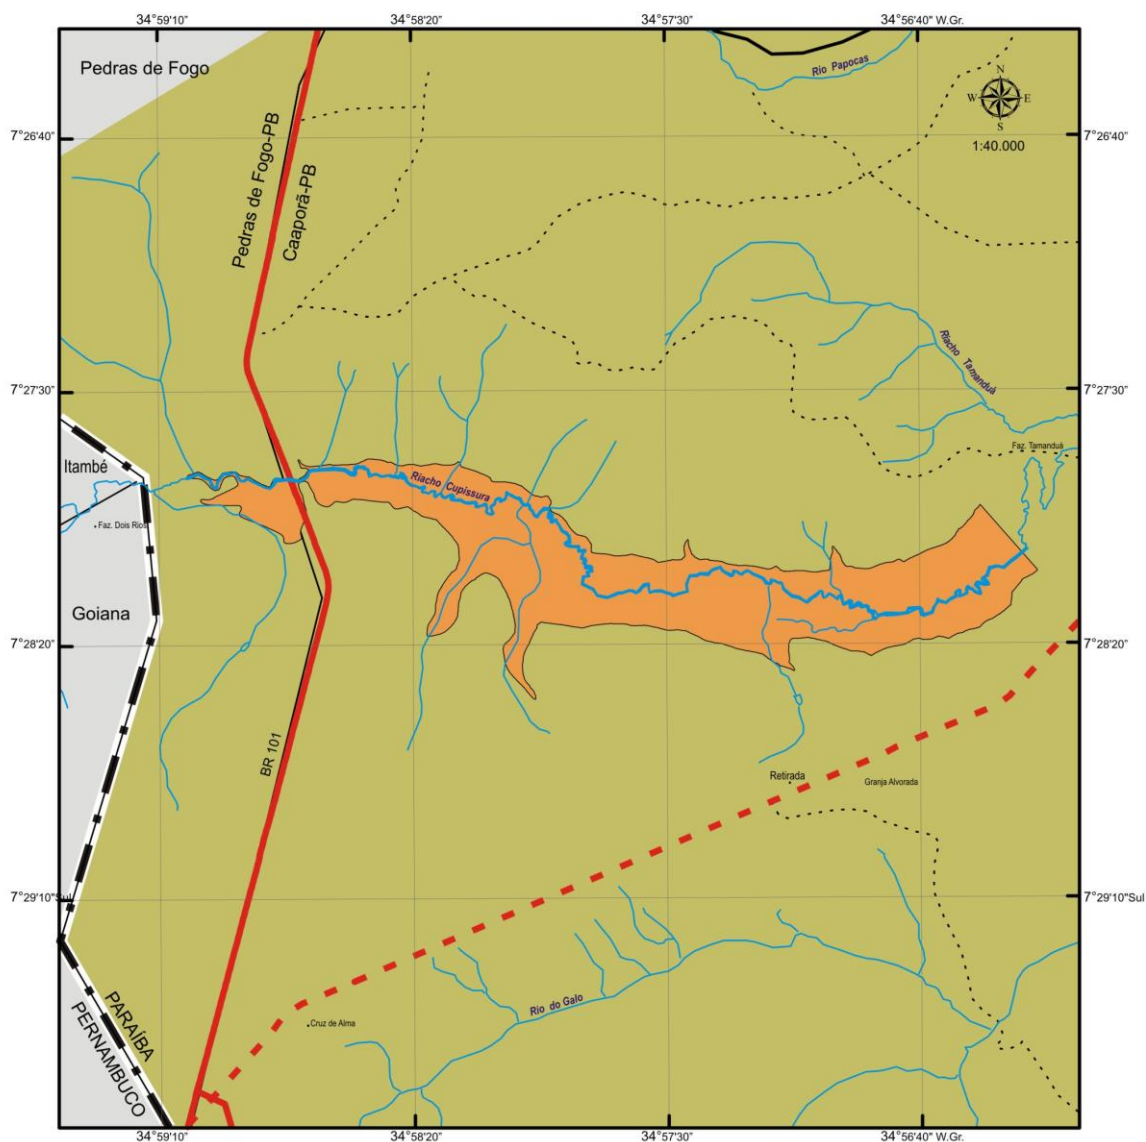 34°59'10"
34°58'20"
34°57'30"
34°56'40" W.Gr.
Pedras de Fogo
Rio Papocas
N
W
E
S
1:40.000
7°26'40"
7°26'40"
Pedras de Fogo-PB
Caaporã-PB
Riacho Tamanduá
7°27'30"
7°27'30"
Faz. Tamanduá
Itambé
Riacho Cupissura
Faz. Dois Rios
Goiana
7°28'20"
7°28'20"
BR 101
Retirada
Granja Alvorada
7°29'10"Sul
7°29'10"Sul
Rio do Galo
Cruz de Alma
PARAÍBA
PERNAMBUCO
34°59'10"
34°58'20"
34°57'30"
34°56'40" W.Gr.